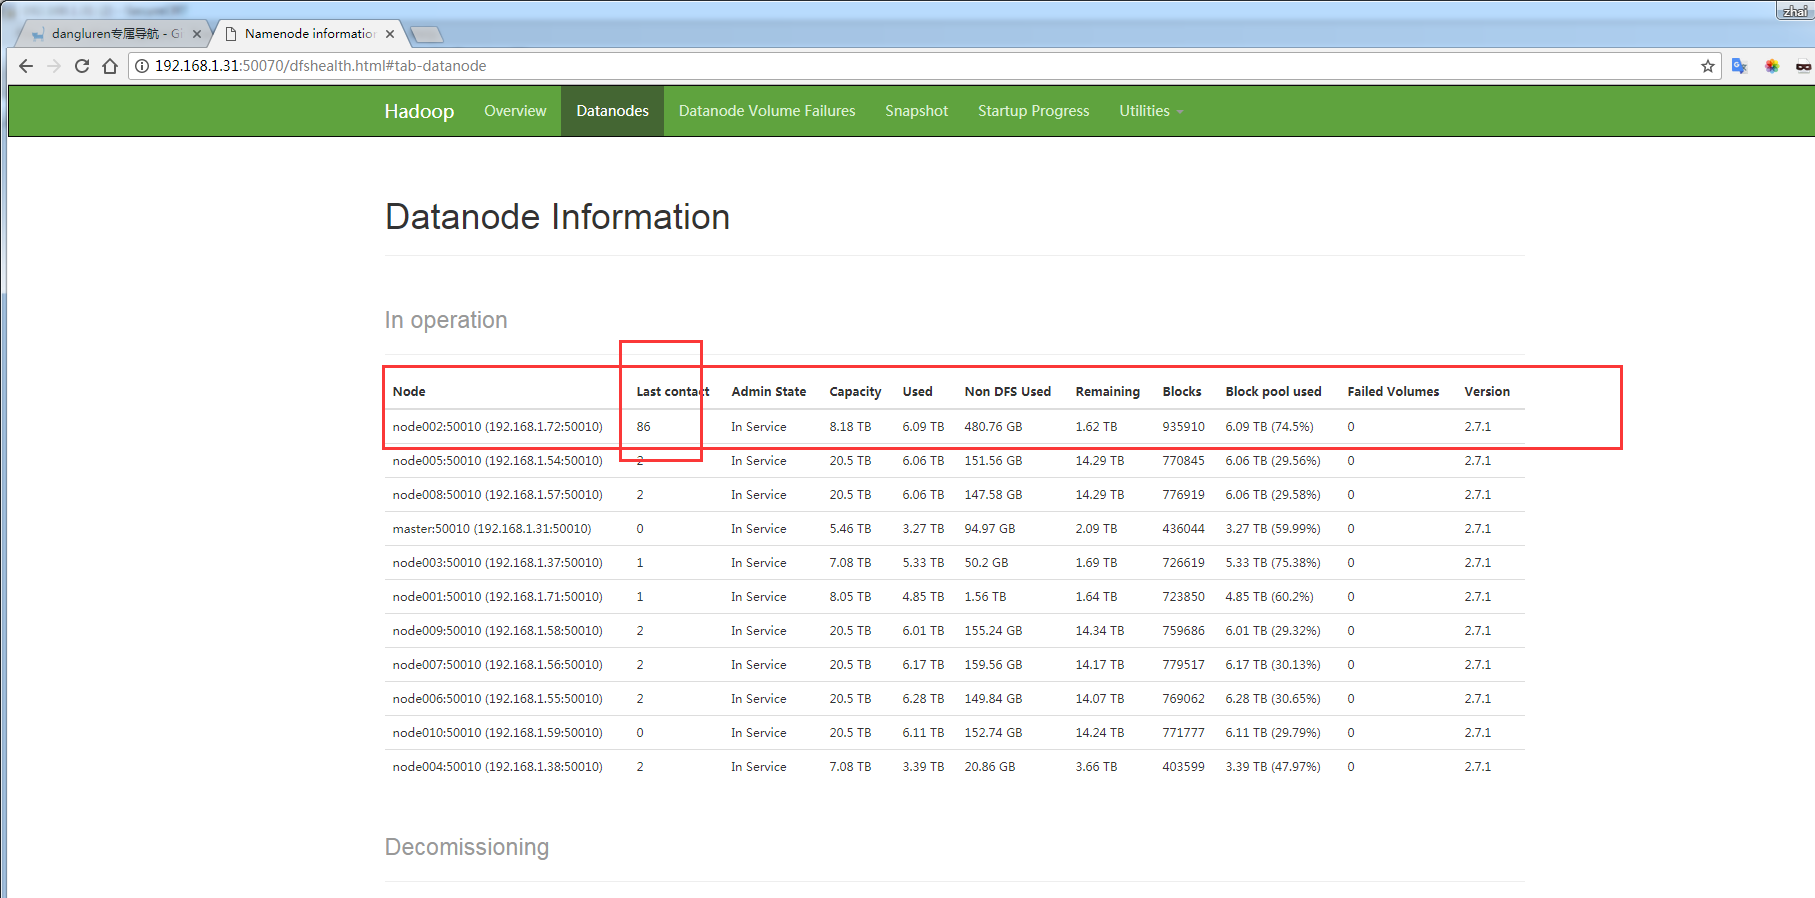 zhai
dangluren专属导航 - Gi
Namenode information
192.168.1.31:50070/dfshealth.html#tab-datanode
Hadoop Overview Datanodes Datanode Volume Failures Snapshot Startup Progress Utilities
Datanode Information
In operation
Node Last contact Admin State Capacity Used Non DFS Used Remaining Blocks Block pool used Failed Volumes Version
node002:50010 (192.168.1.72:50010) 86 In Service 8.18 TB 6.09 TB 480.76 GB 1.62 TB 935910 6.09 TB (74.5%) 0 2.7.1
node005:50010 (192.168.1.54:50010) 2 In Service 20.5 TB 6.06 TB 151.56 GB 14.29 TB 770845 6.06 TB (29.56%) 0 2.7.1
node008:50010 (192.168.1.57:50010) 2 In Service 20.5 TB 6.06 TB 147.58 GB 14.29 TB 776919 6.06 TB (29.58%) 0 2.7.1
master:50010 (192.168.1.31:50010) 0 In Service 5.46 TB 3.27 TB 94.97 GB 2.09 TB 436044 3.27 TB (59.99%) 0 2.7.1
node003:50010 (192.168.1.37:50010) 1 In Service 7.08 TB 5.33 TB 50.2 GB 1.69 TB 726619 5.33 TB (75.38%) 0 2.7.1
node001:50010 (192.168.1.71:50010) 1 In Service 8.05 TB 4.85 TB 1.56 TB 1.64 TB 723850 4.85 TB (60.2%) 0 2.7.1
node009:50010 (192.168.1.58:50010) 2 In Service 20.5 TB 6.01 TB 155.24 GB 14.34 TB 759686 6.01 TB (29.32%) 0 2.7.1
node007:50010 (192.168.1.56:50010) 2 In Service 20.5 TB 6.17 TB 159.56 GB 14.17 TB 779517 6.17 TB (30.13%) 0 2.7.1
node006:50010 (192.168.1.55:50010) 2 In Service 20.5 TB 6.28 TB 149.84 GB 14.07 TB 769062 6.28 TB (30.65%) 0 2.7.1
node010:50010 (192.168.1.59:50010) 0 In Service 20.5 TB 6.11 TB 152.74 GB 14.24 TB 771777 6.11 TB (29.79%) 0 2.7.1
node004:50010 (192.168.1.38:50010) 2 In Service 7.08 TB 3.39 TB 20.86 GB 3.66 TB 403599 3.39 TB (47.97%) 0 2.7.1
Decomissioning